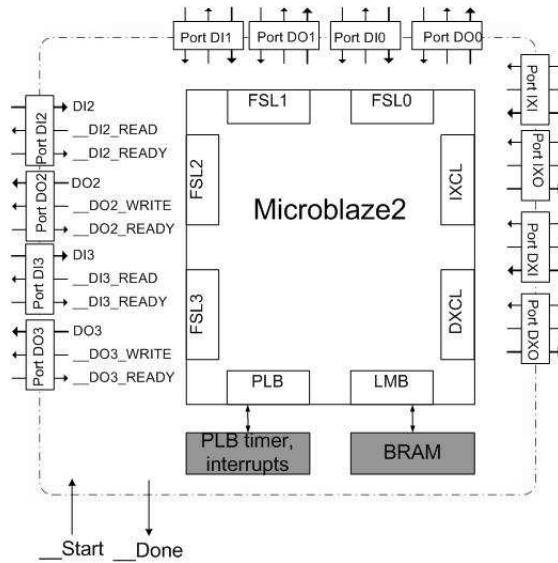 Port DI1
Port DO1
Port DI0
Port DO0
Port IXI
Port IXO
Port DXI
Port DXO
Port DI2
DI2
__DI2_READ
__DI2_READY
Port DO2
DO2
__DO2_WRITE
__DO2_READY
Port DI3
DI3
__DI3_READ
__DI3_READY
Port DO3
DO3
__DO3_WRITE
__DO3_READY
FSL1
FSL0
FSL2
IXCL
Microblaze2
FSL3
DXCL
PLB
LMB
PLB timer,
interrupts
BRAM
__Start
__Done